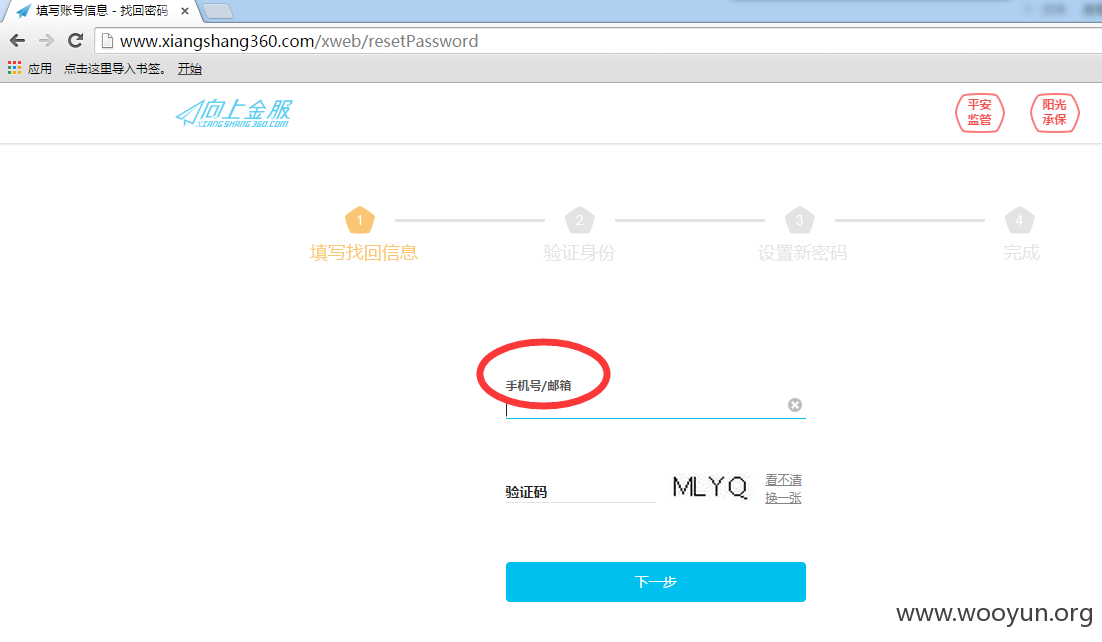 填写账号信息 - 找回密码
www.xiangshang360.com/xweb/resetPassword
应用 点击这里导入书签。 开始
向上金服
XIANGSHANG360.COM
平安
监管
阳光
承保
1 2 3 4
填写找回信息 验证身份 设置新密码 完成
手机号/邮箱
验证码 MLYQ 看不清
换一张
下一步
www.wooyun.org